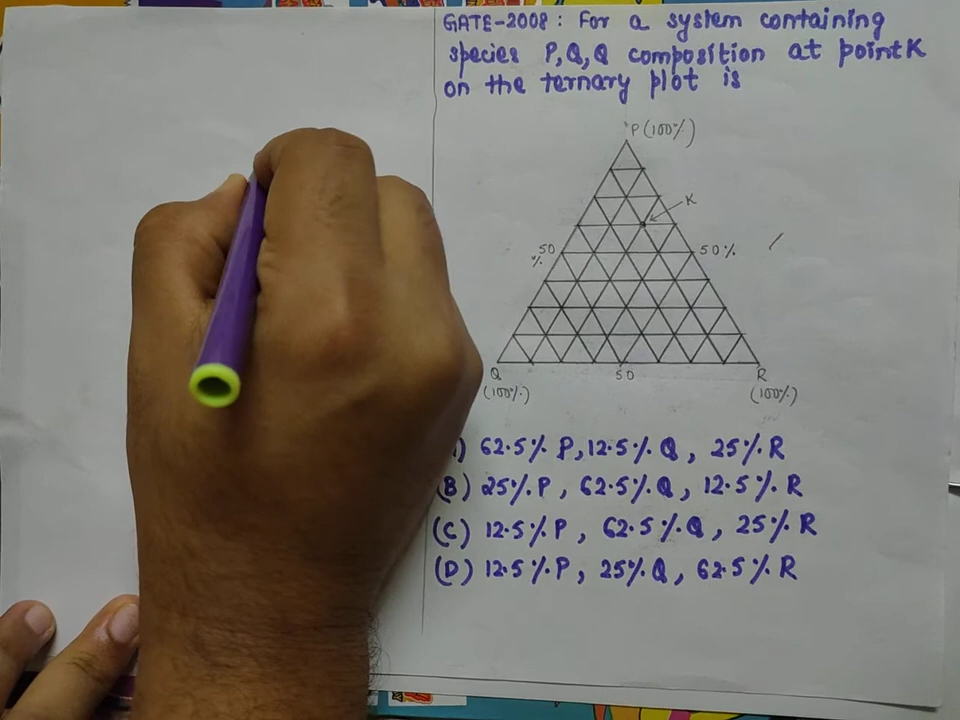 GATE-2008: For a system containing
species P,Q,Q composition at point K
on the ternary plot is
P(100%)
K
50
%
50%
Q
50
R
(100%)
(100%)
) 62.5% P, 12.5% Q, 25% R
(B) 25% P, 62.5% Q, 12.5% R
(C) 12.5% P, 62.5% Q, 25% R
(D) 12.5% P, 25% Q, 62.5% R